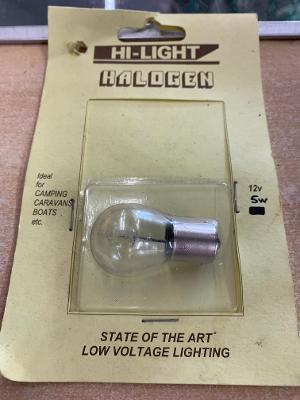 HI-LIGHT
HALOGEN
Ideal
for
CAMPING
CARAVANS
BOATS
etc.
12v
5w
STATE OF THE ART
LOW VOLTAGE LIGHTING